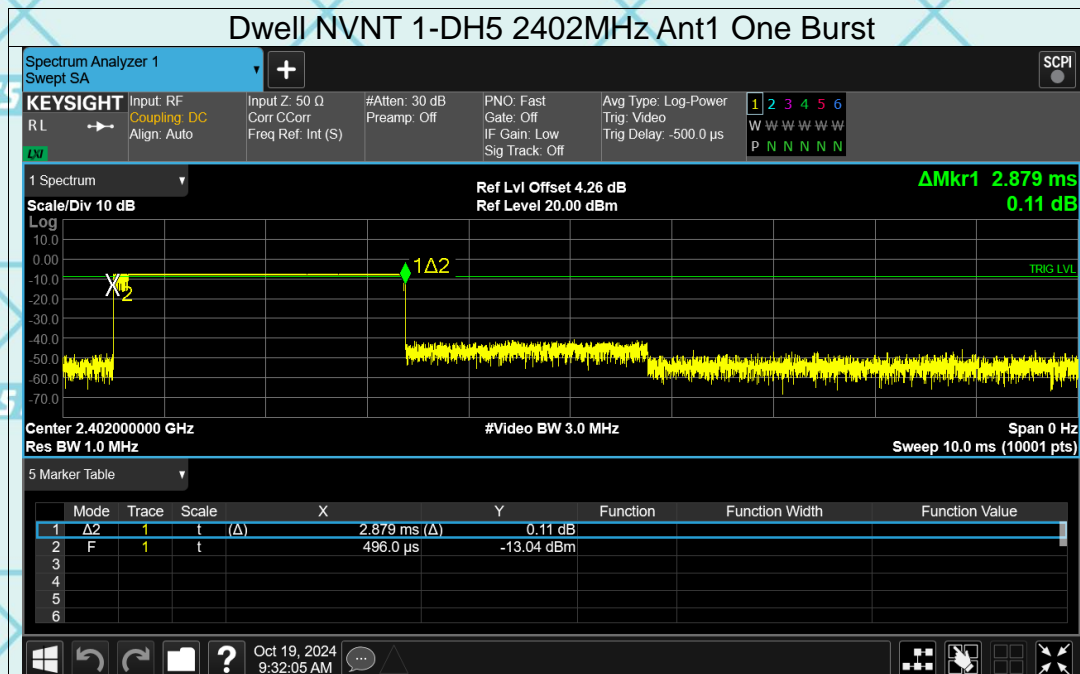 Dwell NVNT 1-DH5 2402MHz Ant1 One Burst
Spectrum Analyzer 1
Swept SA
SCPI
KEYSIGHT
R L
LXI
Input: RF
Coupling: DC
Align: Auto
Input Z: 50 Ω
Corr CCorr
Freq Ref: Int (S)
#Atten: 30 dB
Preamp: Off
PNO: Fast
Gate: Off
IF Gain: Low
Sig Track: Off
Avg Type: Log-Power
Trig: Video
Trig Delay: -500.0 µs
1 2 3 4 5 6
W W W W W W
P N N N N N
1 Spectrum
Scale/Div 10 dB
Ref Lvl Offset 4.26 dB
Ref Level 20.00 dBm
ΔMkr1 2.879 ms
0.11 dB
Log
10.0
0.00
-10.0
-20.0
-30.0
-40.0
-50.0
-60.0
-70.0
1Δ2
X2
TRIG LVL
Center 2.402000000 GHz
Res BW 1.0 MHz
#Video BW 3.0 MHz
Span 0 Hz
Sweep 10.0 ms (10001 pts)
5 Marker Table
Mode Trace Scale X Y Function Function Width Function Value
1 Δ2 1 t (Δ) 2.879 ms (Δ) 0.11 dB
2 F 1 t 496.0 µs -13.04 dBm
3
4
5
6
?
Oct 19, 2024
9:32:05 AM